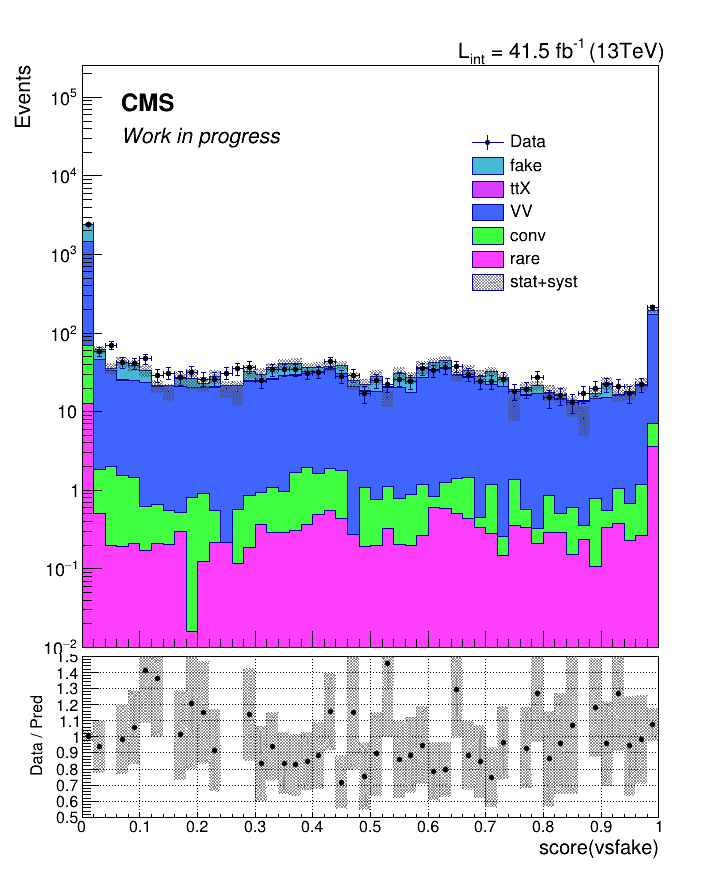 L_int = 41.5 fb^-1 (13TeV)
Events
CMS
Work in progress
Data
fake
ttX
VV
conv
rare
stat+syst
10^5
10^4
10^3
10^2
10
1
10^−1
10^−2
Data / Pred
1.5
1.4
1.3
1.2
1.1
1
0.9
0.8
0.7
0.6
0.5
0 0.1 0.2 0.3 0.4 0.5 0.6 0.7 0.8 0.9 1
score(vsfake)